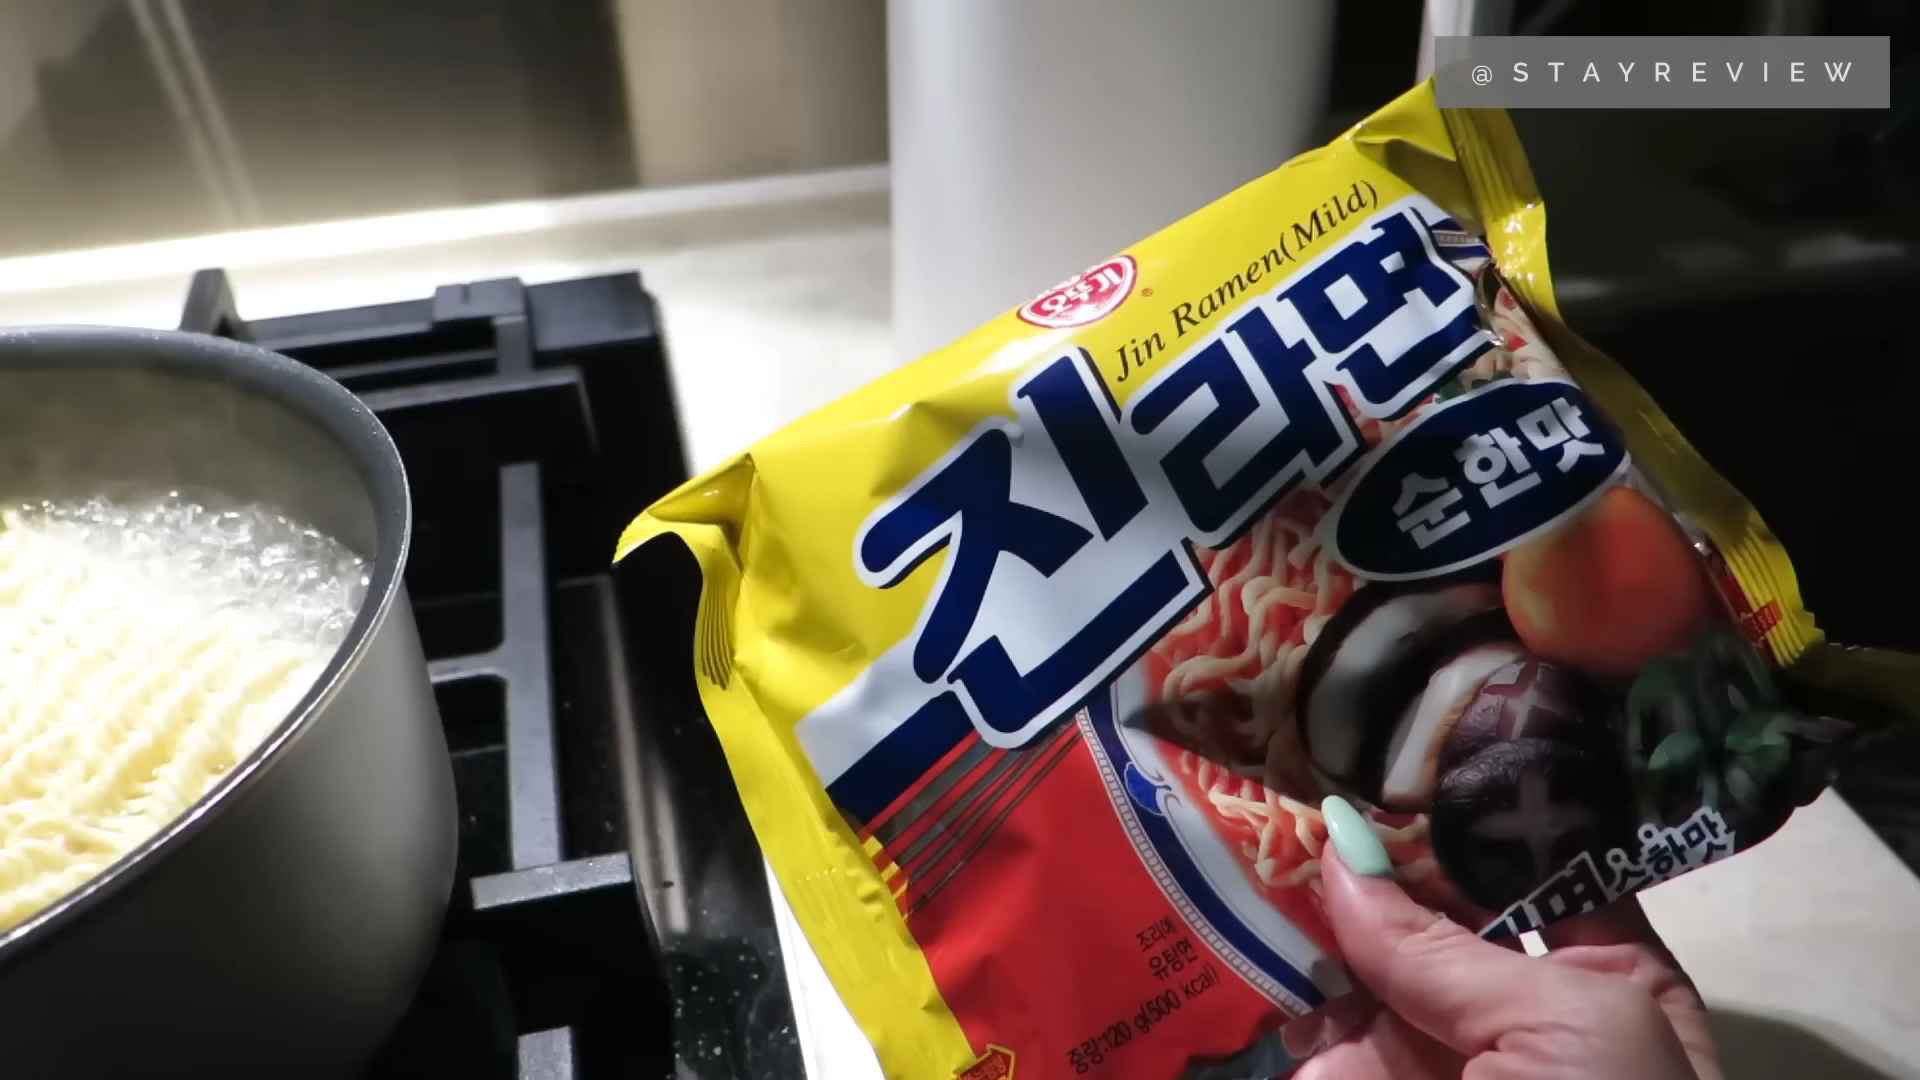 @STAYREVIEW
오뚜기
Jin Ramen(Mild)
진라면
순한맛
조리예
유탕면
중량:120 g(500 kcal)